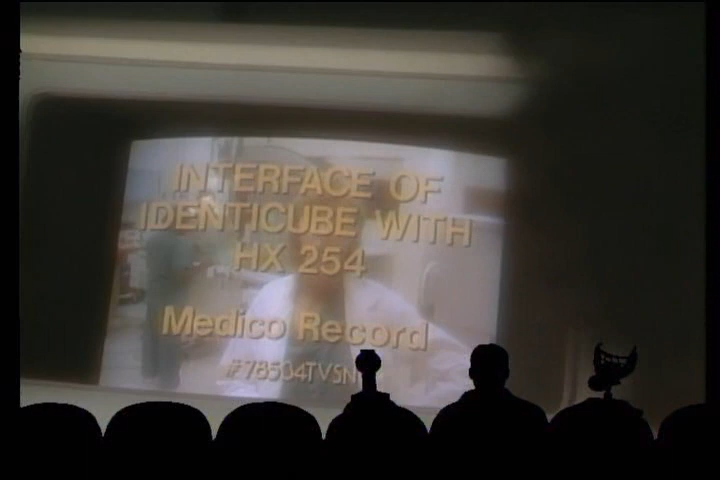 INTERFACE OF
IDENTICUBE WITH
HX 254
Medico Record
#78504TVSN